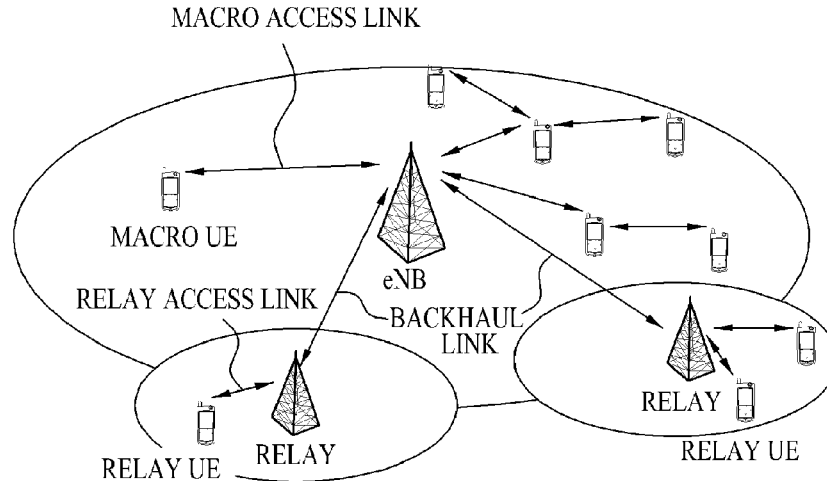 MACRO ACCESS LINK
MACRO UE
eNB
RELAY ACCESS LINK
BACKHAUL
LINK
RELAY
RELAY UE
RELAY UE
RELAY